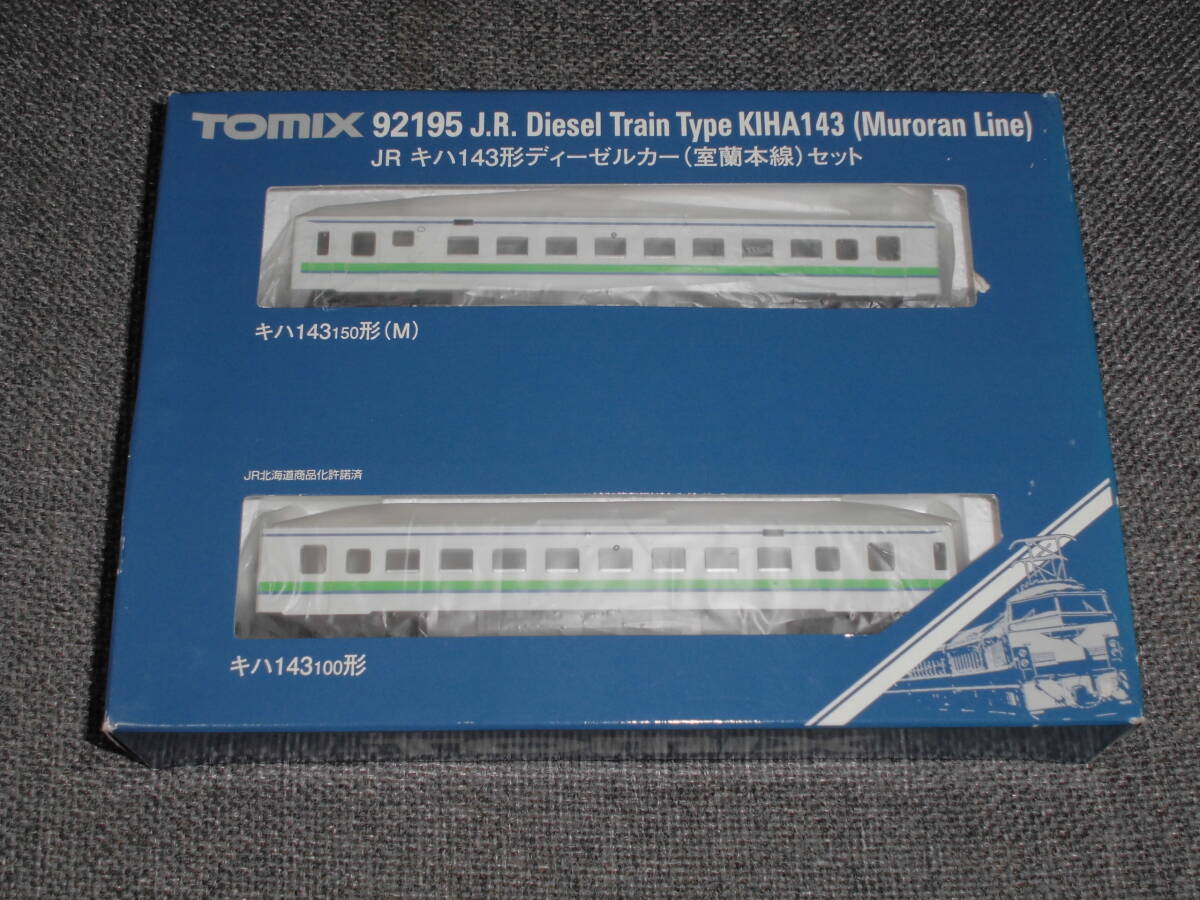 TOMIX 92195 J.R. Diesel Train Type KIHA143 (Muroran Line)
JR キハ143形ディーゼルカー(室蘭本線)セット
キハ143150形(M)
JR北海道商品化許諾済
キハ143100形